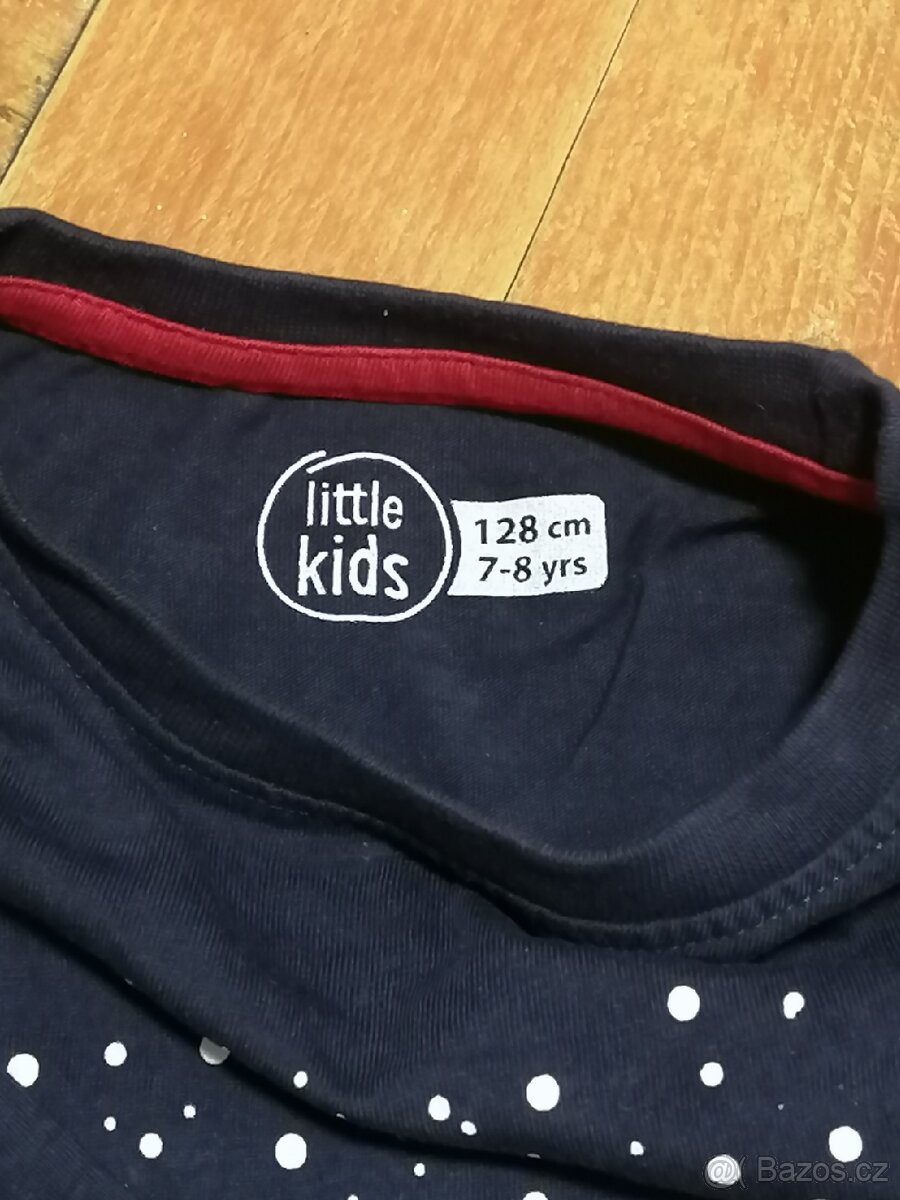 little
kids
128 cm
7-8 yrs
@( Bazos.cz